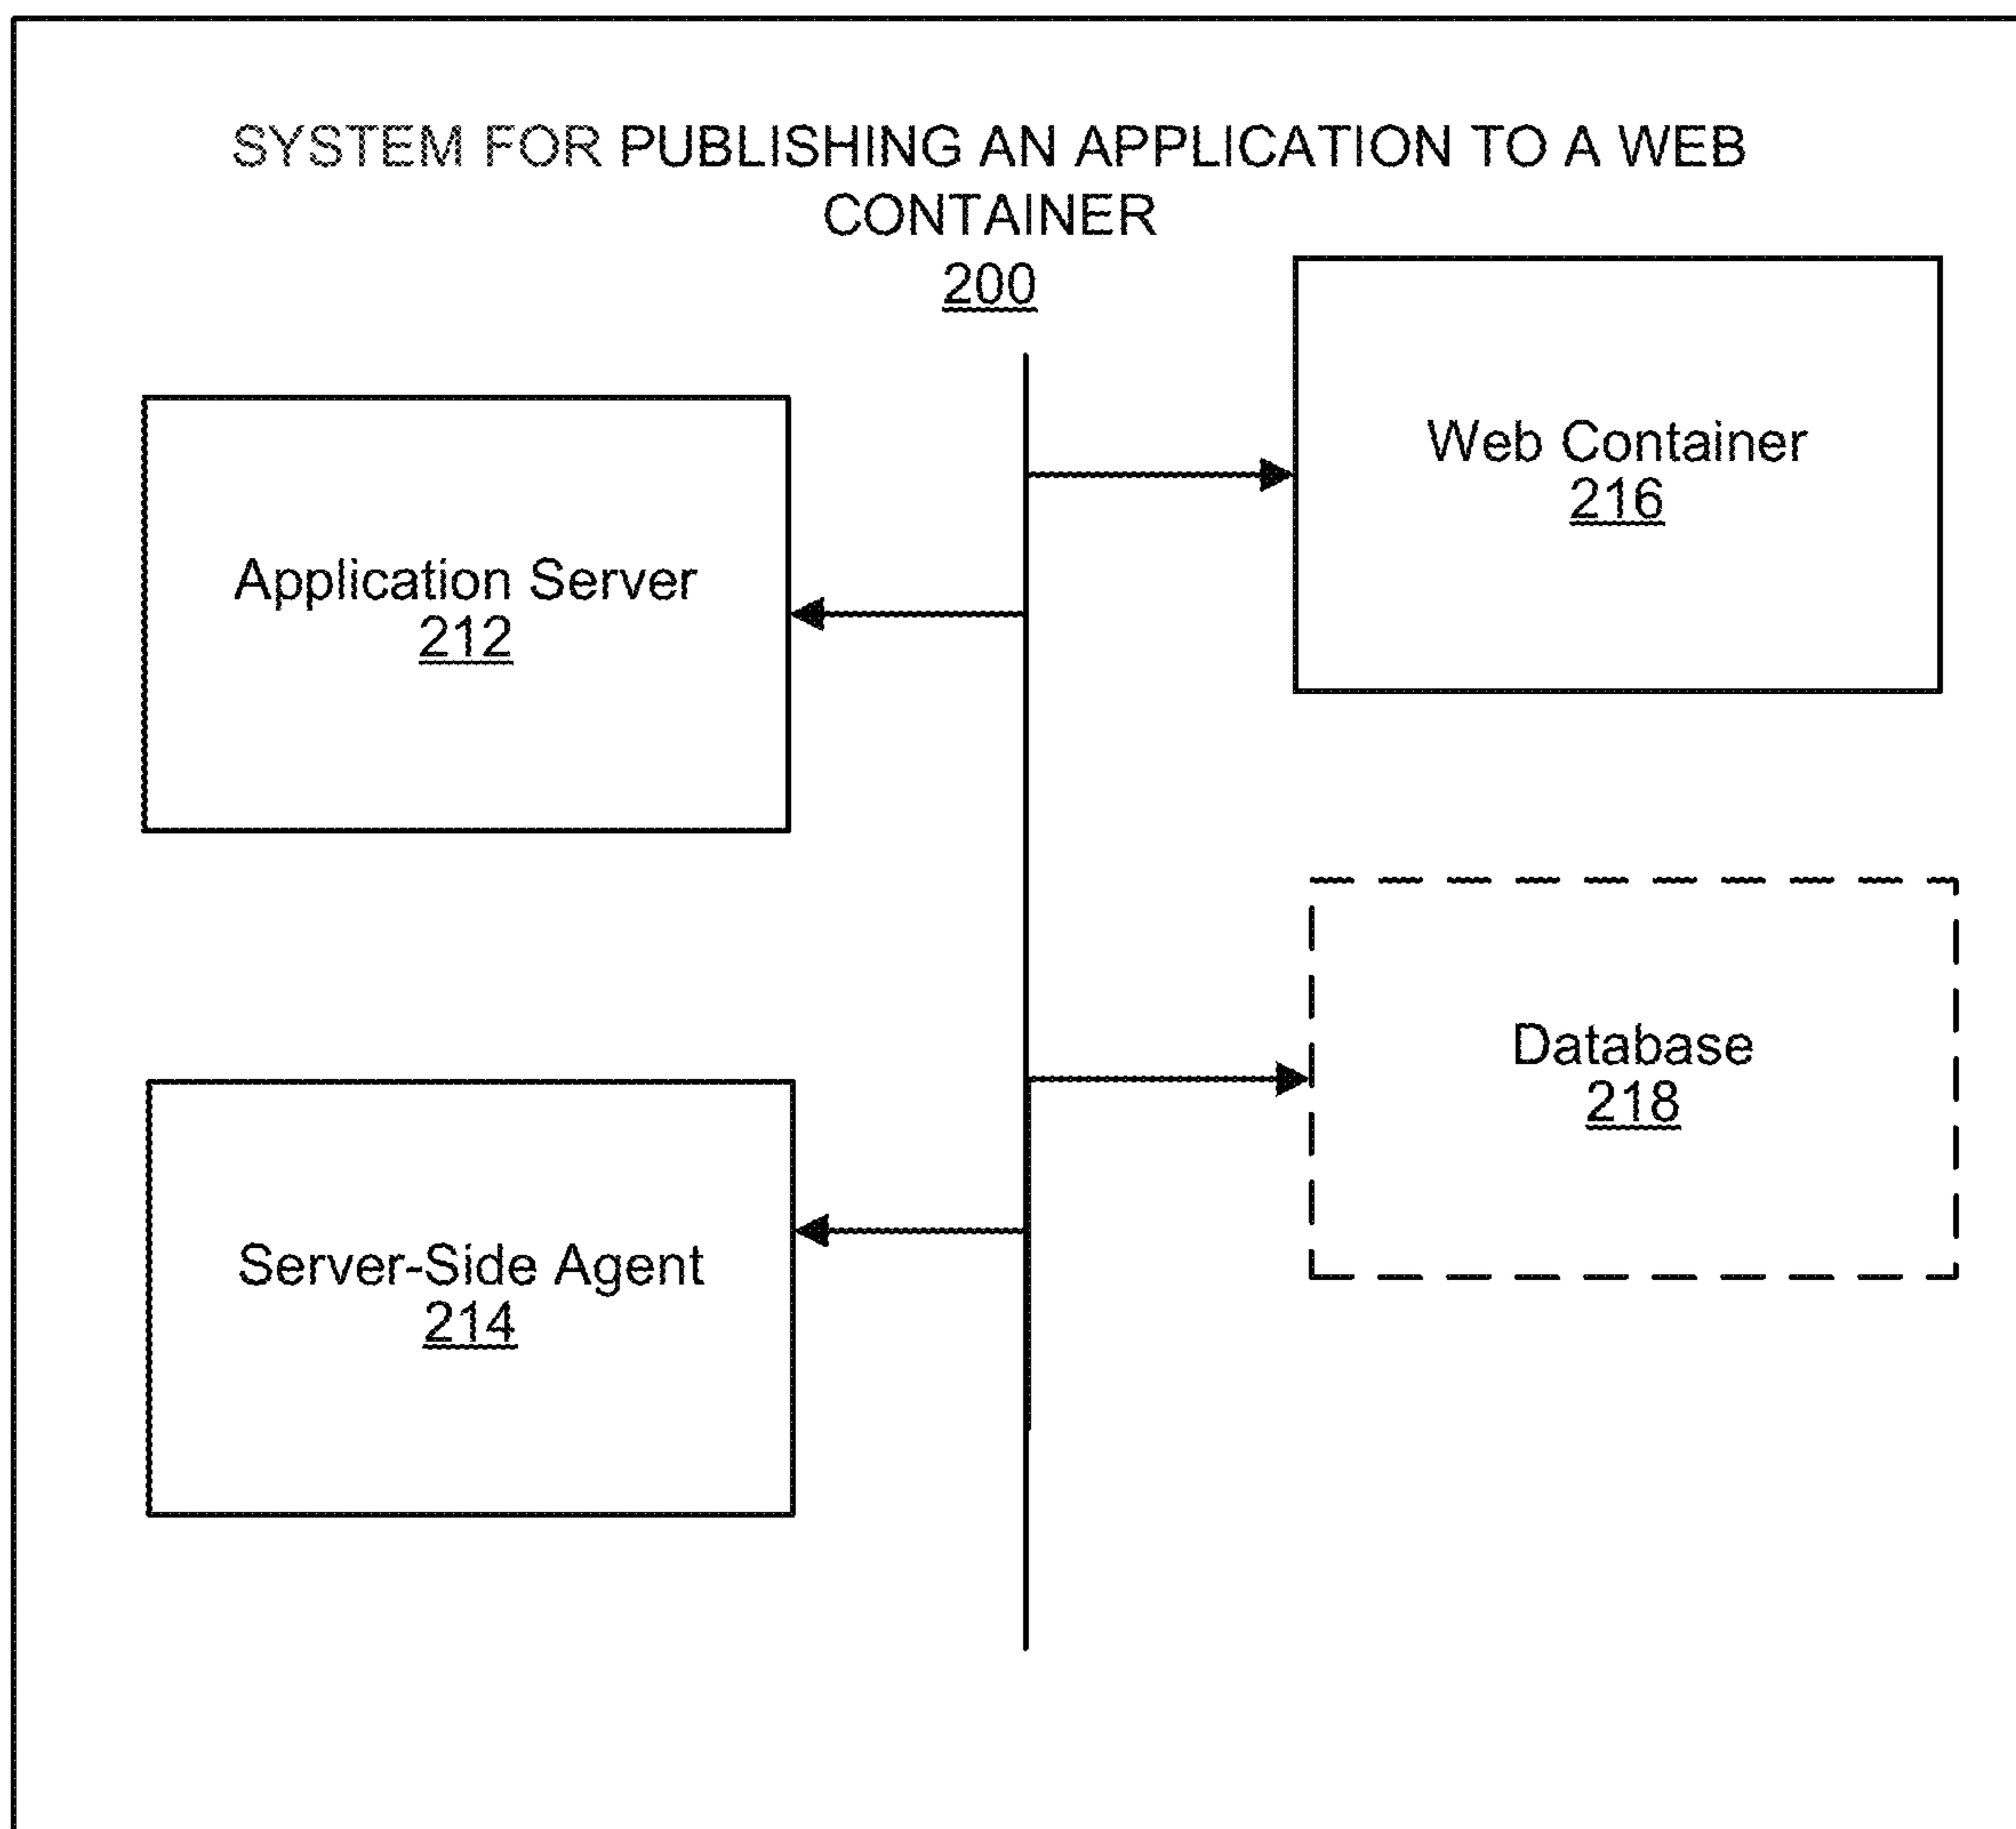 SYSTEM FOR PUBLISHING AN APPLICATION TO A WEB
CONTAINER
200
Web Container
216
Application Server
212
Database
218
Server-Side Agent
214